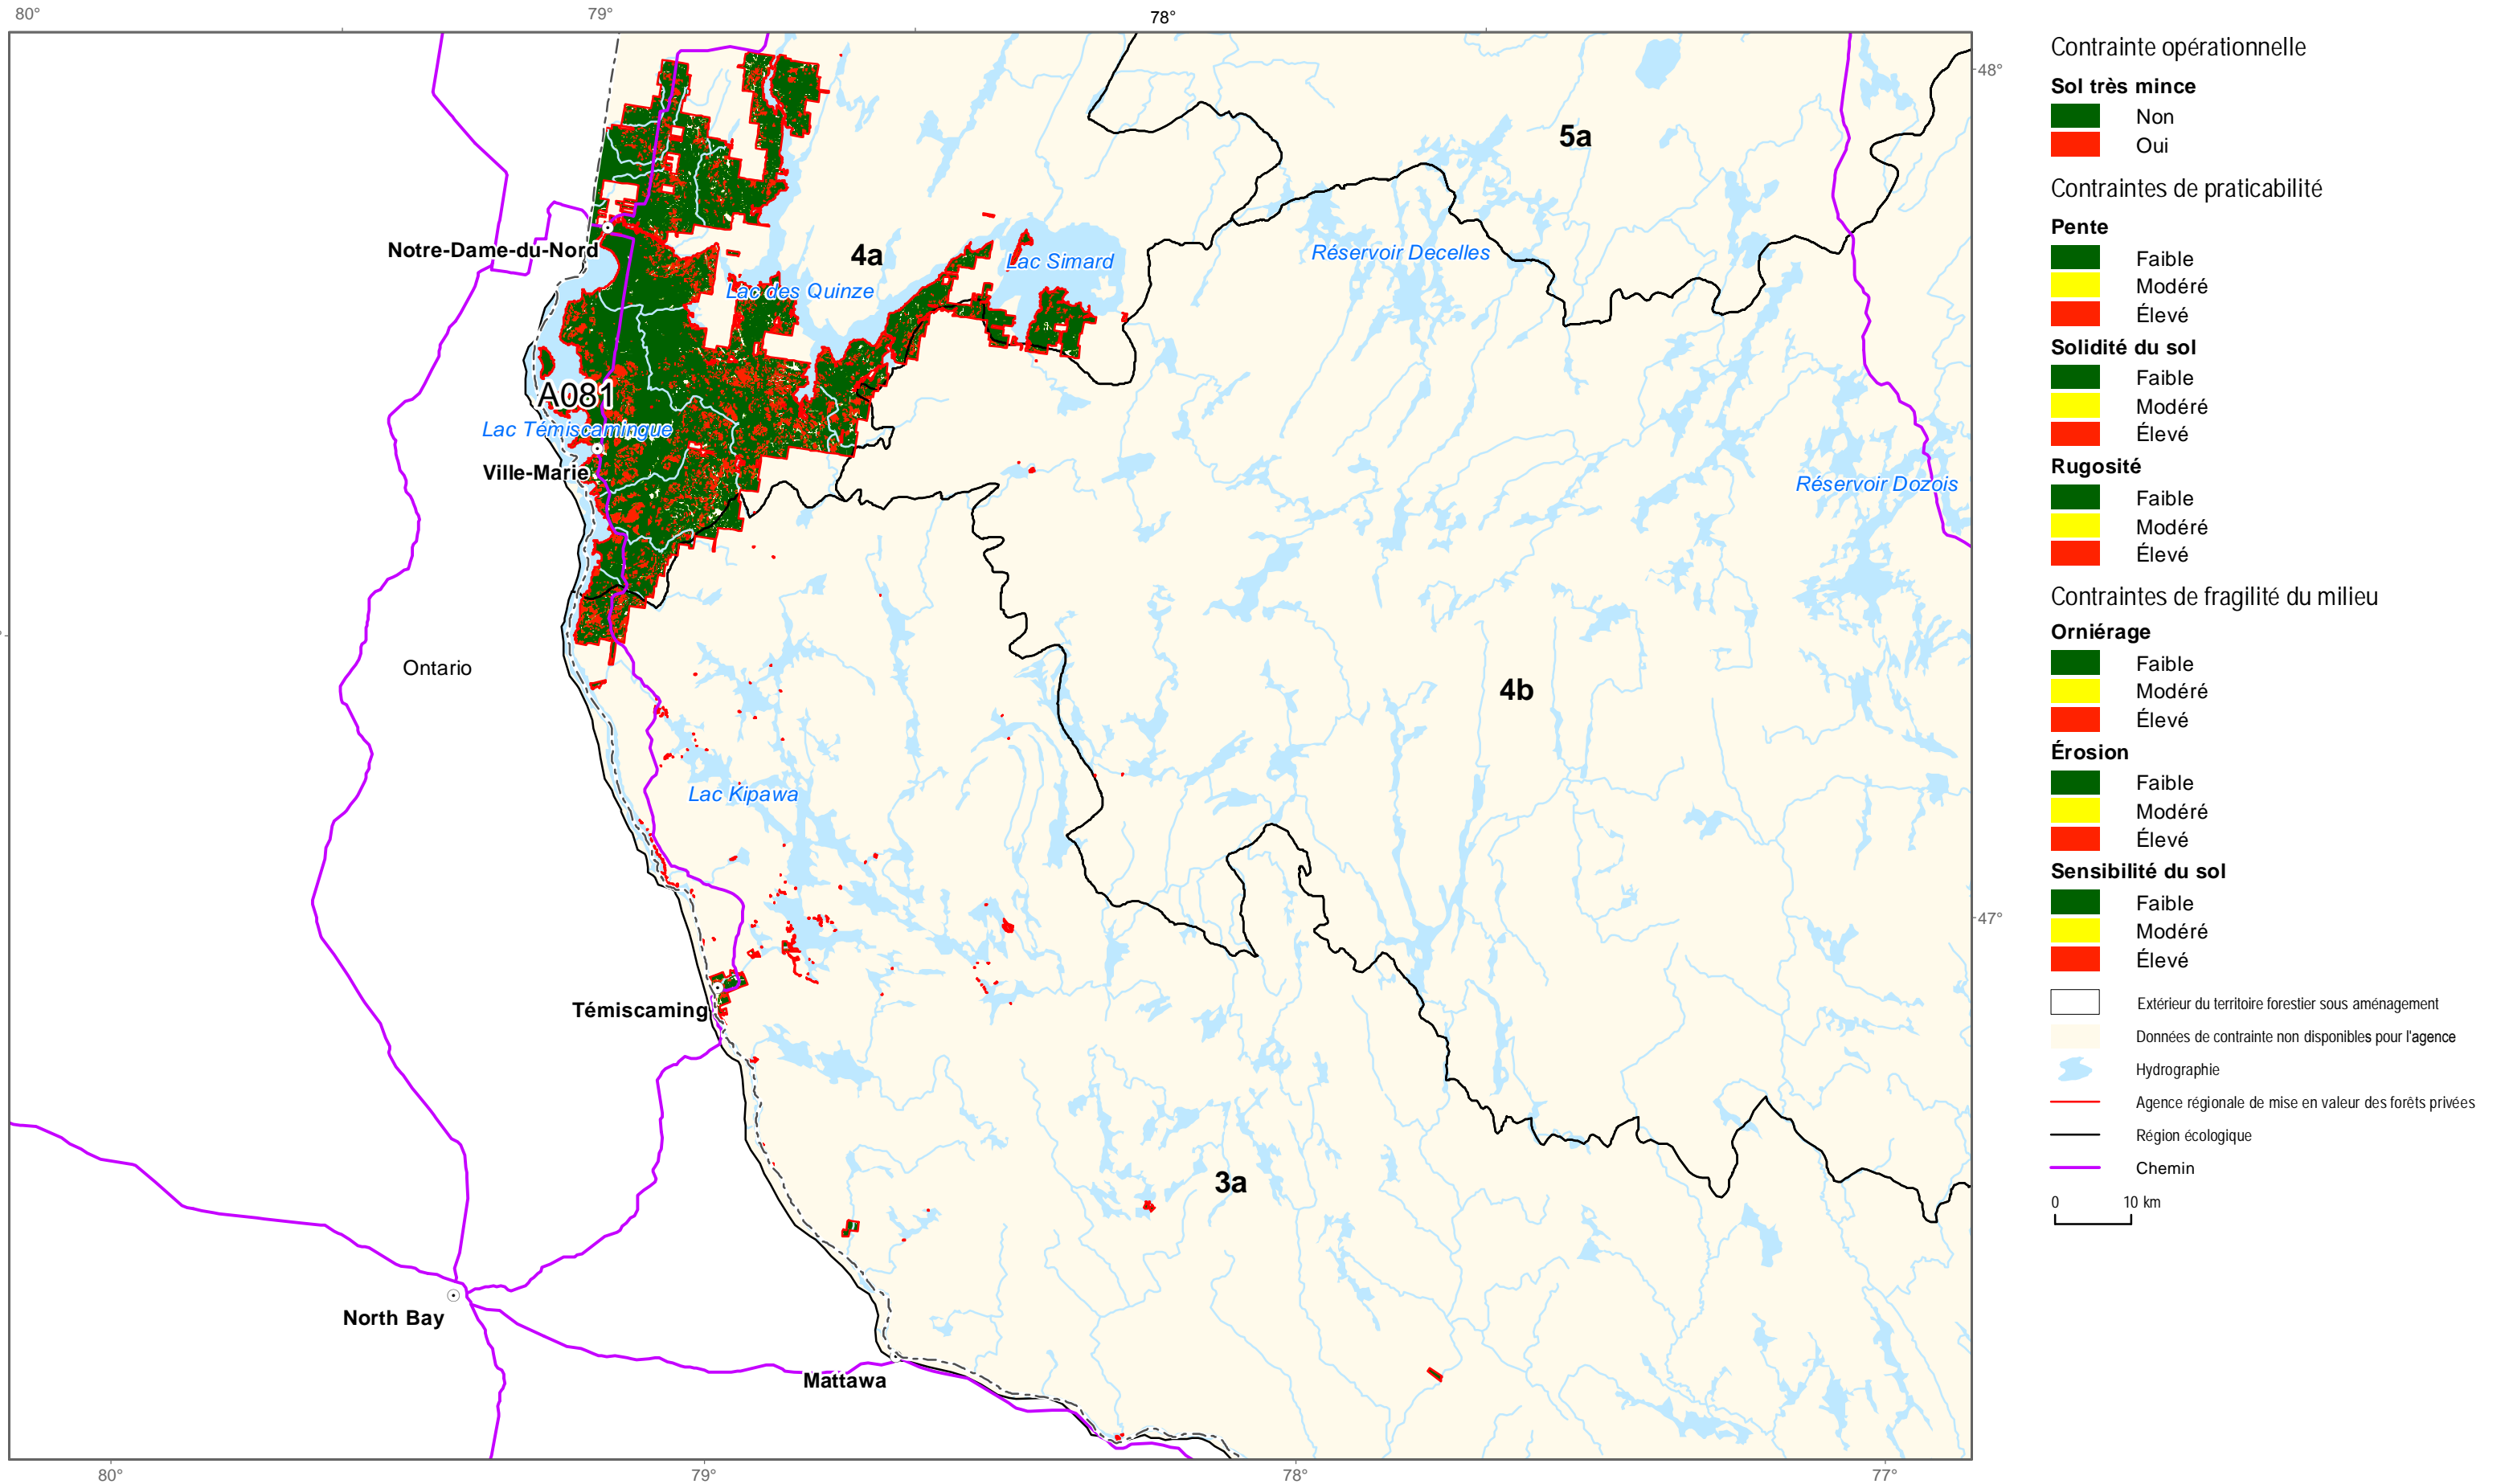 80°
79°
78°
48°
5a
Notre-Dame-du-Nord
4a
Lac Simard
Réservoir Decelles
Lac des Quinze
A081
Lac Témiscamingue
Ville-Marie
Réservoir Dozois
Ontario
4b
Lac Kipawa
47°
Témiscaming
3a
North Bay
Mattawa
80°
79°
78°
77°
Contrainte opérationnelle
Sol très mince
Non
Oui
Contraintes de praticabilité
Pente
Faible
Modéré
Élevé
Solidité du sol
Faible
Modéré
Élevé
Rugosité
Faible
Modéré
Élevé
Contraintes de fragilité du milieu
Orniérage
Faible
Modéré
Élevé
Érosion
Faible
Modéré
Élevé
Sensibilité du sol
Faible
Modéré
Élevé
Extérieur du territoire forestier sous aménagement
Données de contrainte non disponibles pour l'agence
Hydrographie
Agence régionale de mise en valeur des forêts privées
Région écologique
Chemin
0 10 km